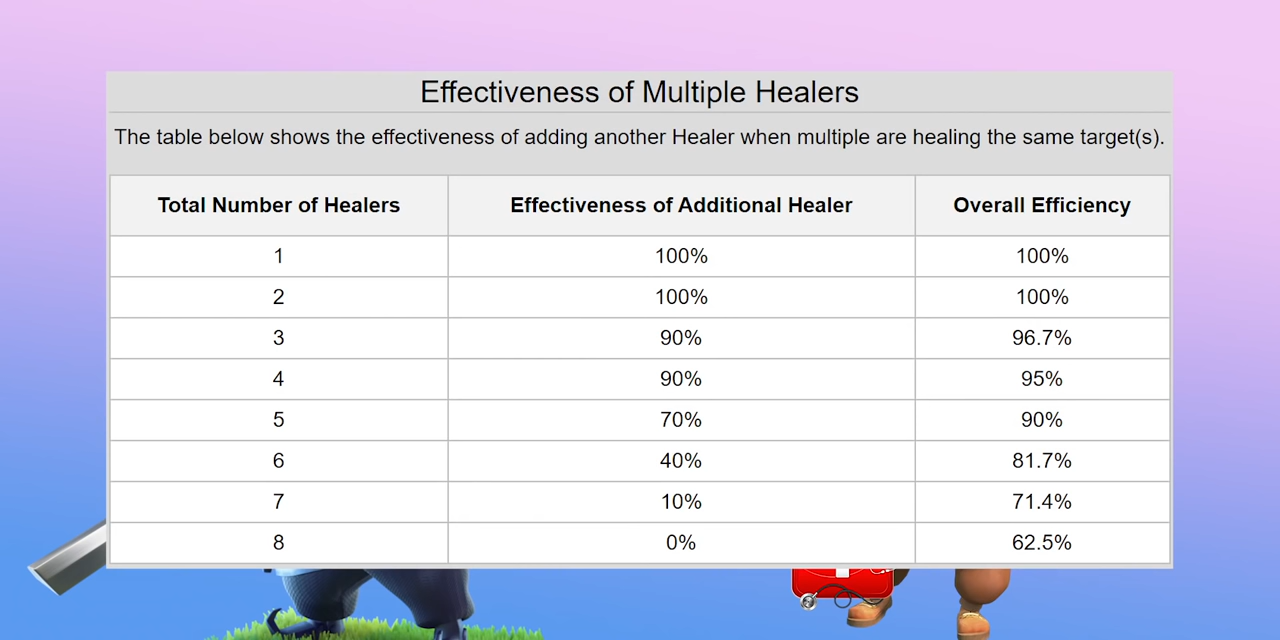 Effectiveness of Multiple Healers
The table below shows the effectiveness of adding another Healer when multiple are healing the same target(s).
Total Number of Healers Effectiveness of Additional Healer Overall Efficiency
1 100% 100%
2 100% 100%
3 90% 96.7%
4 90% 95%
5 70% 90%
6 40% 81.7%
7 10% 71.4%
8 0% 62.5%